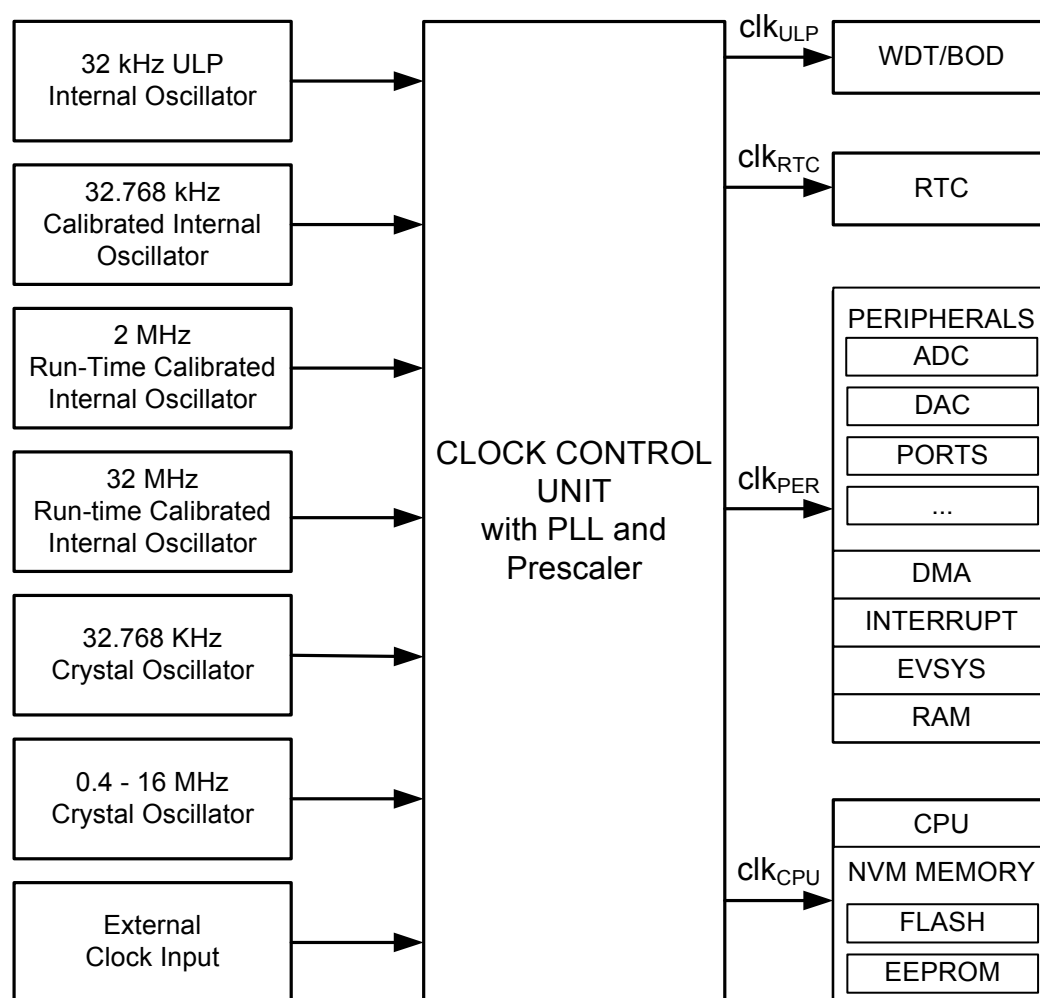 32 kHz ULP
Internal Oscillator
32.768 kHz
Calibrated Internal
Oscillator
2 MHz
Run-Time Calibrated
Internal Oscillator
32 MHz
Run-time Calibrated
Internal Oscillator
32.768 KHz
Crystal Oscillator
0.4 - 16 MHz
Crystal Oscillator
External
Clock Input
CLOCK CONTROL
UNIT
with PLL and
Prescaler
clkULP
WDT/BOD
clkRTC
RTC
clkPER
PERIPHERALS
ADC
DAC
PORTS
...
DMA
INTERRUPT
EVSYS
RAM
clkCPU
CPU
NVM MEMORY
FLASH
EEPROM